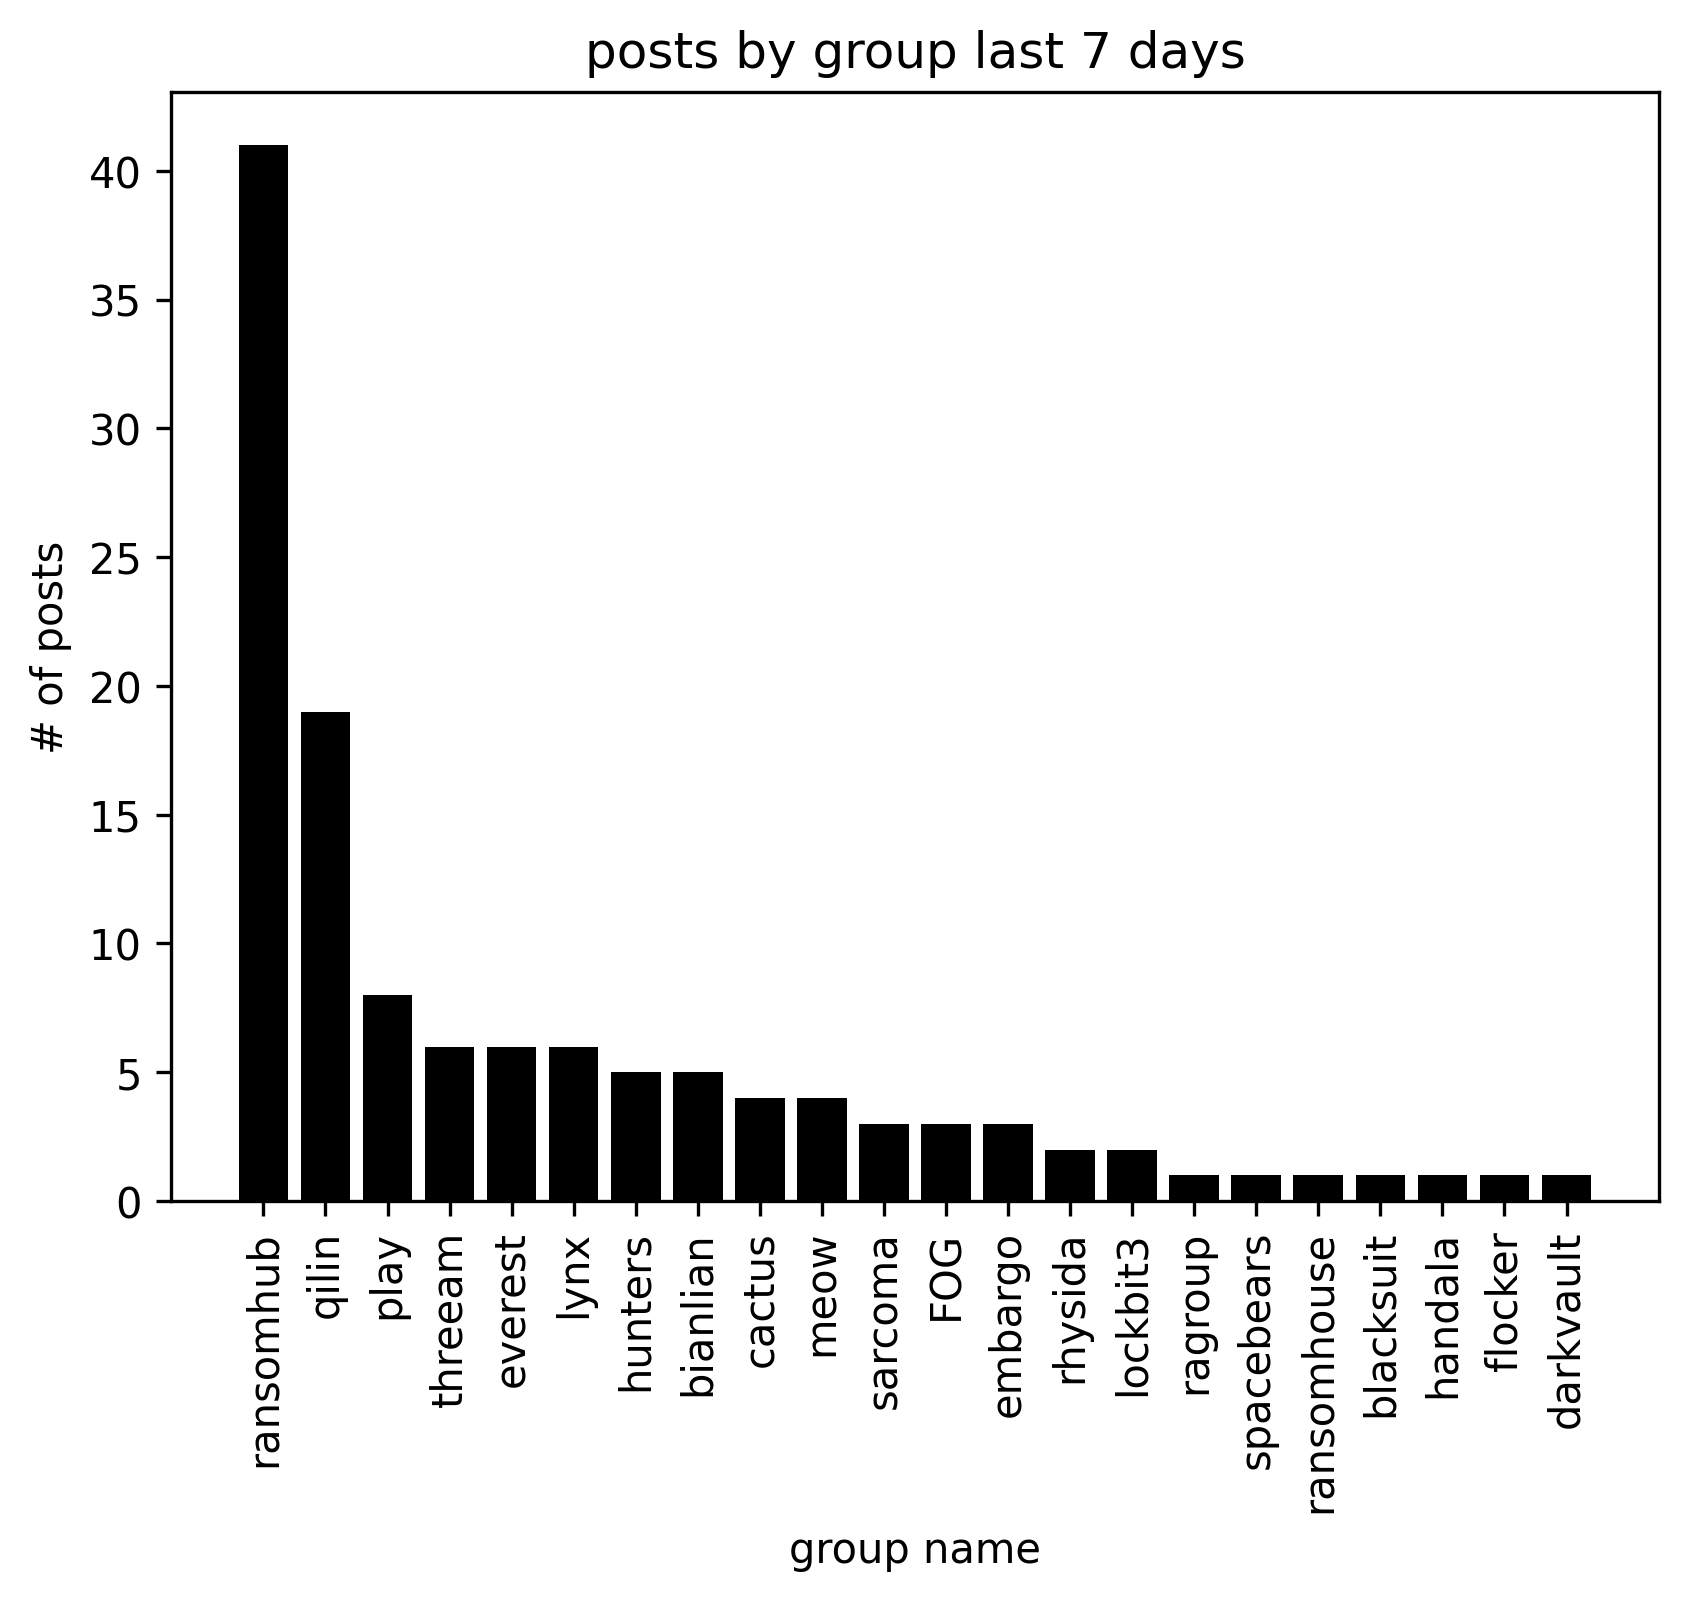 posts by group last 7 days
# of posts
40
35
30
25
20
15
10
5
0
ransomhub
qilin
play
threeam
everest
lynx
hunters
bianlian
cactus
meow
sarcoma
FOG
embargo
rhysida
lockbit3
ragroup
spacebears
ransomhouse
blacksuit
handala
flocker
darkvault
group name